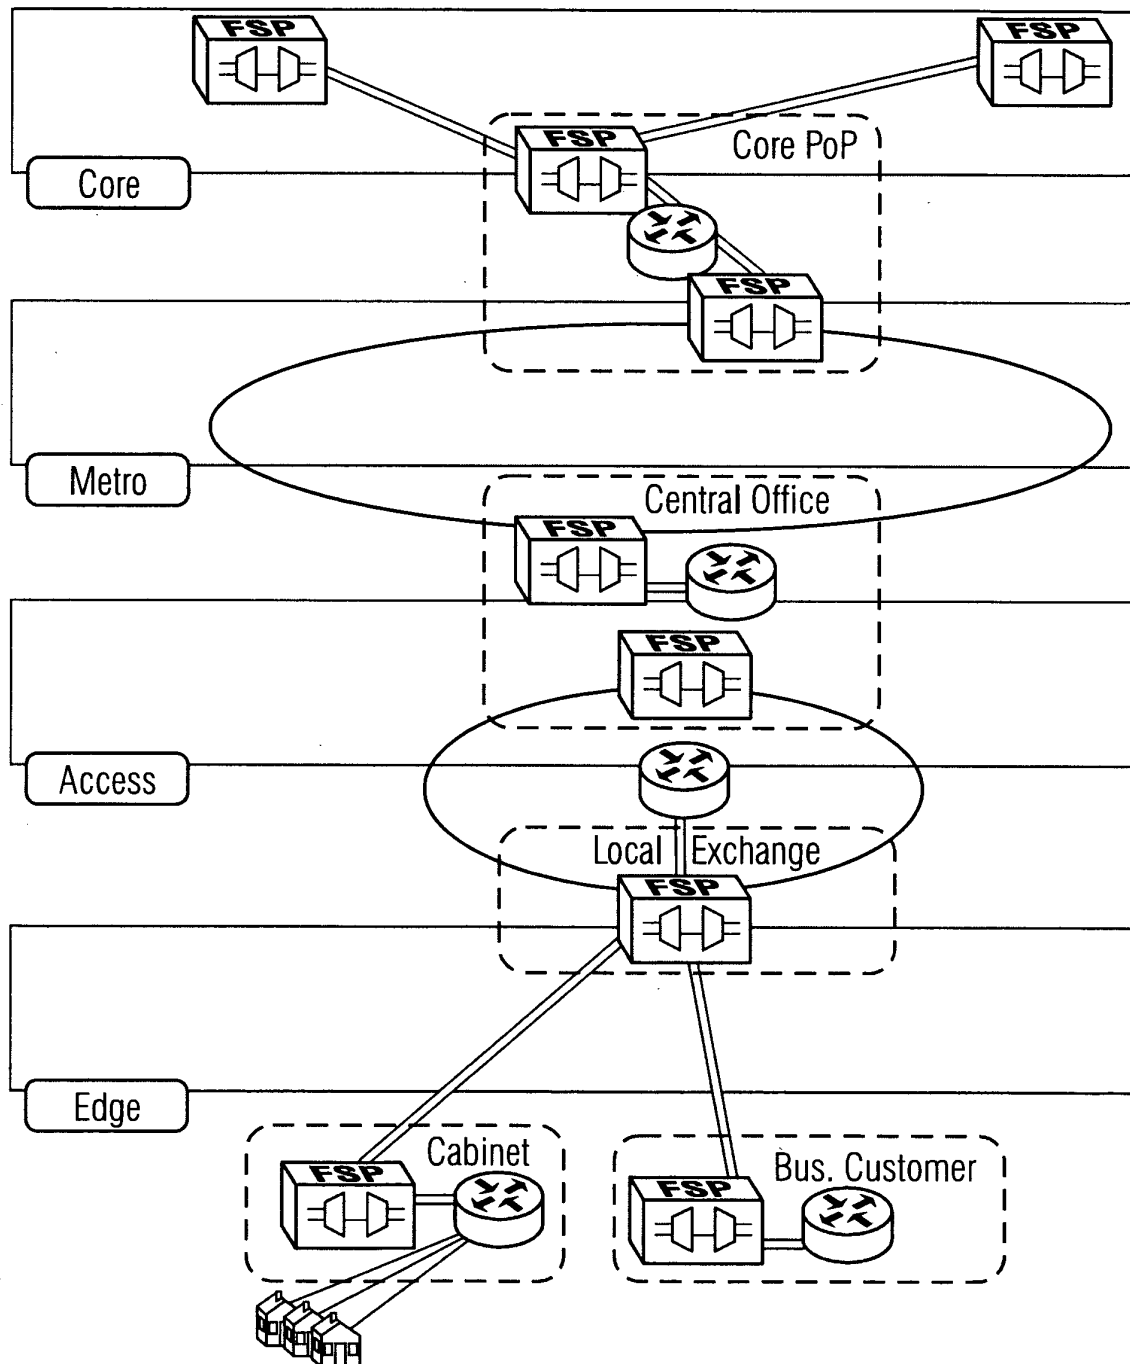 FSP
FSP
FSP
Core PoP
Core
FSP
Metro
Central Office
FSP
FSP
Access
Local Exchange
FSP
Edge
Cabinet
FSP
Bus. Customer
FSP